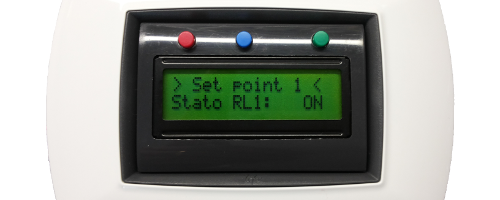 > Set point 1 <
Stato RL1: ON